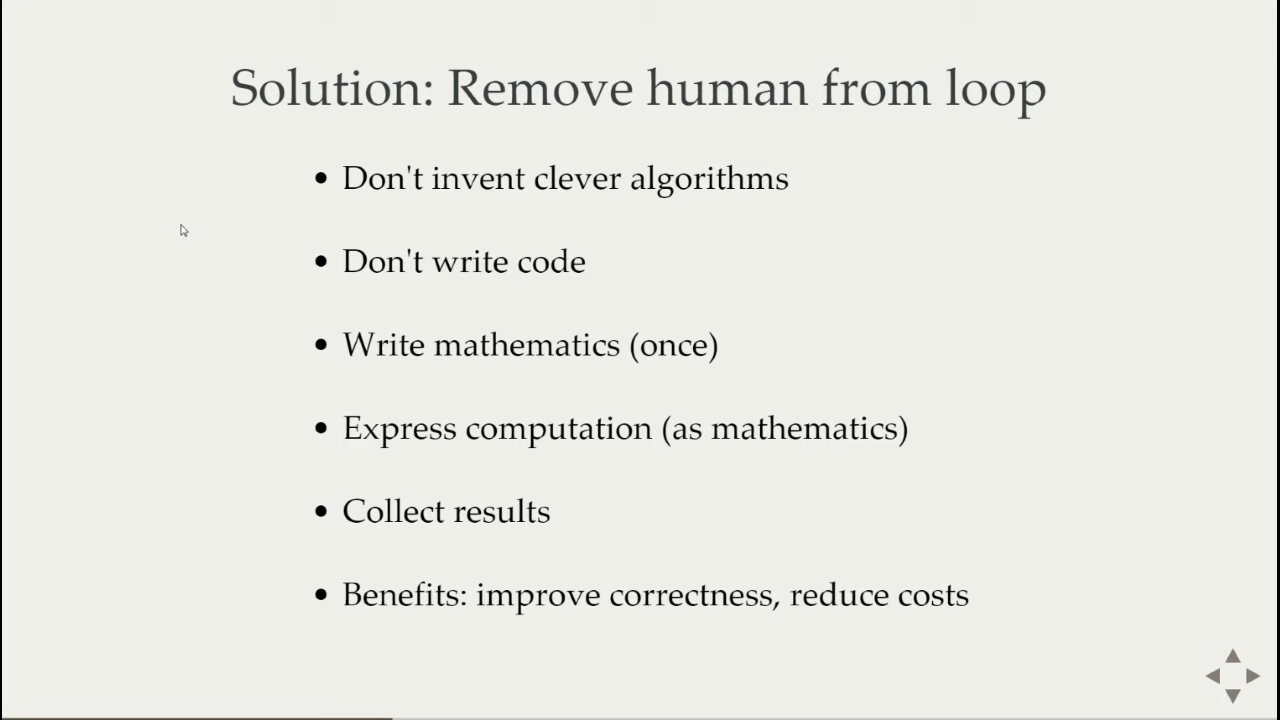 Solution: Remove human from loop
• Don't invent clever algorithms
• Don't write code
• Write mathematics (once)
• Express computation (as mathematics)
• Collect results
• Benefits: improve correctness, reduce costs